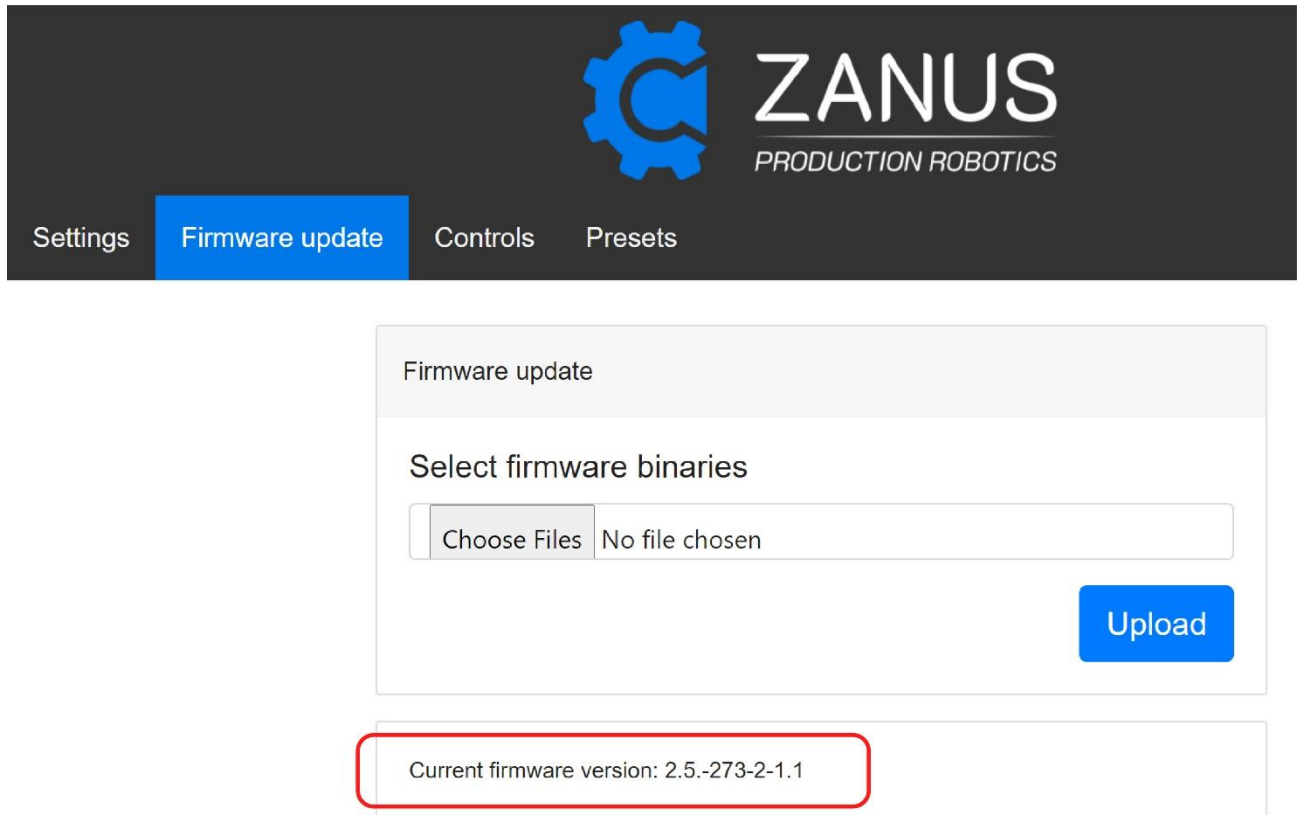 ZANUS
PRODUCTION ROBOTICS
Settings Firmware update Controls Presets
Firmware update
Select firmware binaries
Choose Files No file chosen
Upload
Current firmware version: 2.5.-273-2-1.1